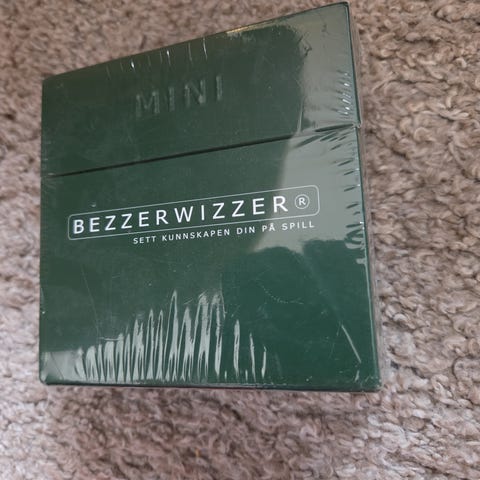 MINI
BEZZERWIZZER®
SETT KUNNSKAPEN DIN PÅ SPILL